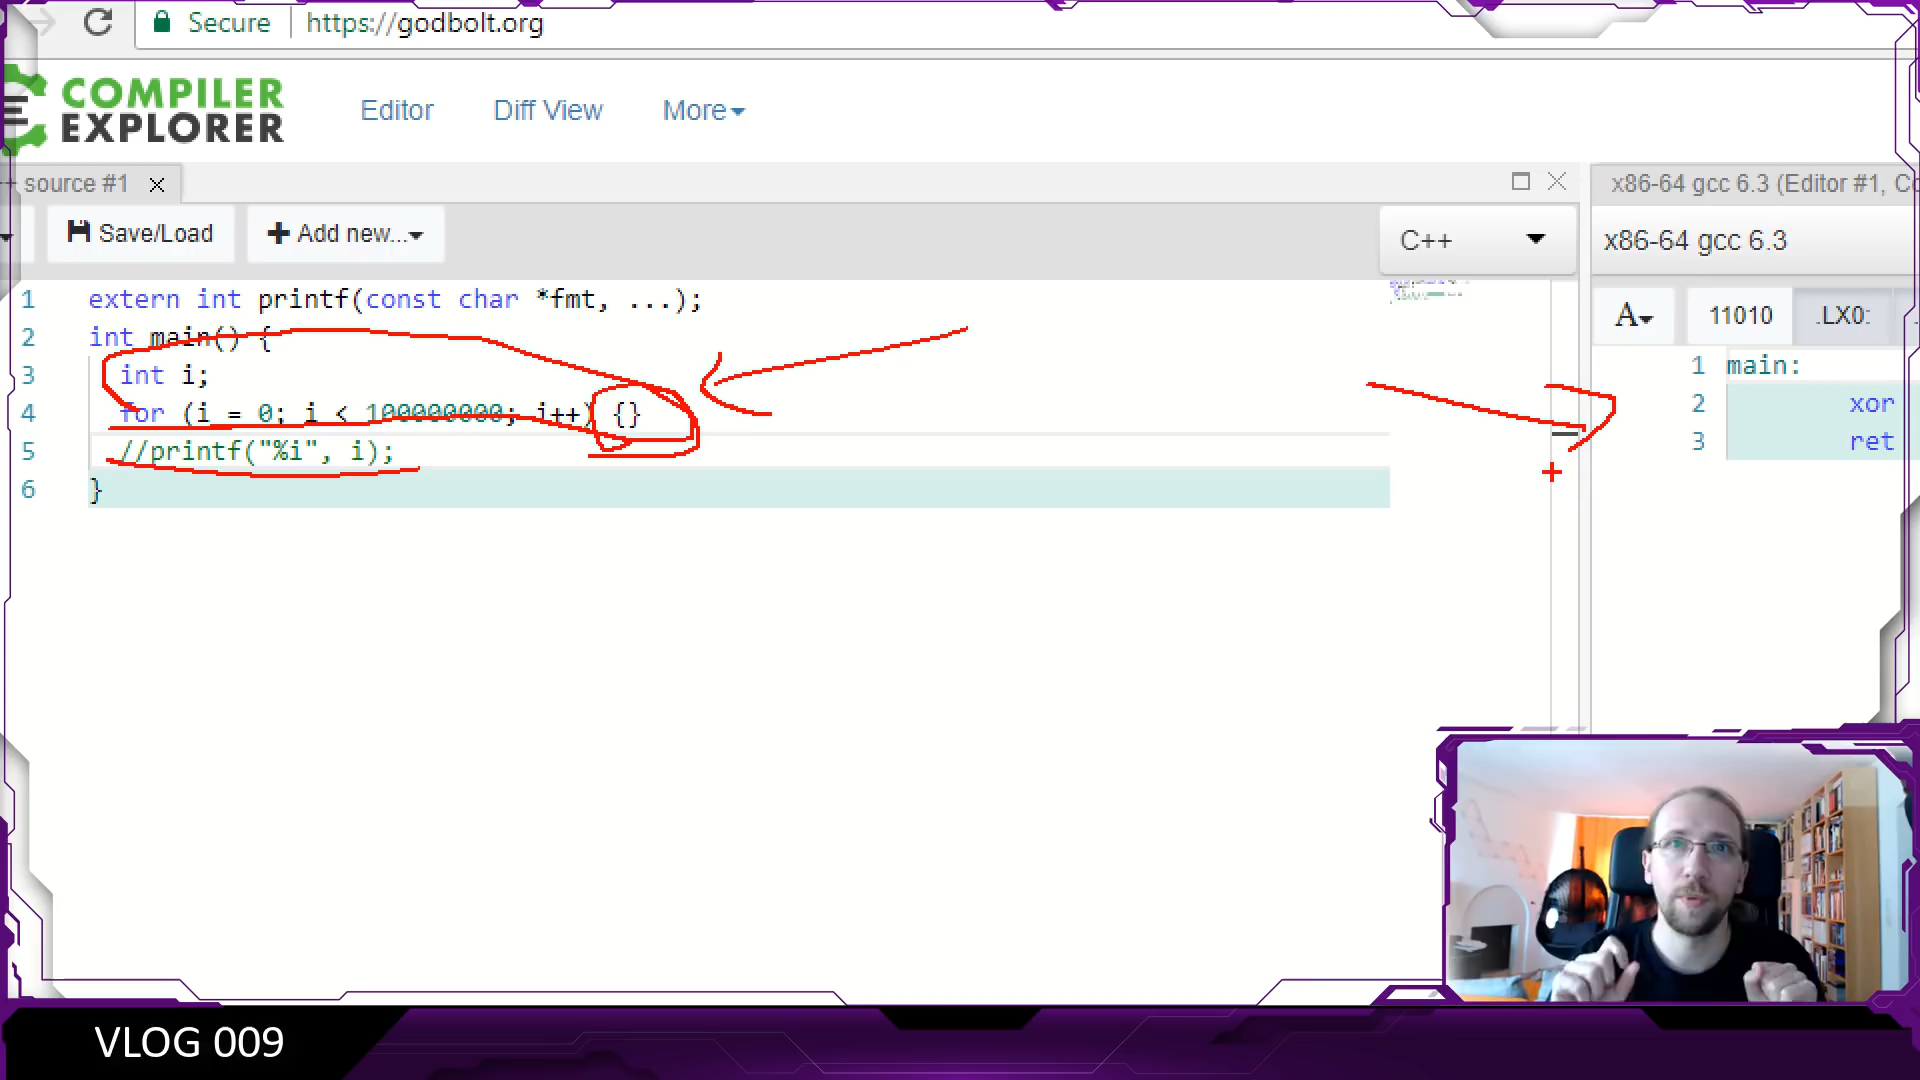 Secure https://godbolt.org
COMPILER
EXPLORER
Editor Diff View More
source #1 x86-64 gcc 6.3 (Editor #1,
Save/Load Add new... C++ x86-64 gcc 6.3
A 11010 .LX0:
1 extern int printf(const char *fmt, ...);
2 int main() {
3 int i;
4 for (i = 0; i < 100000000; i++) {}
5 //printf("%i", i);
6 }
1 main:
2 xor
3 ret
VLOG 009